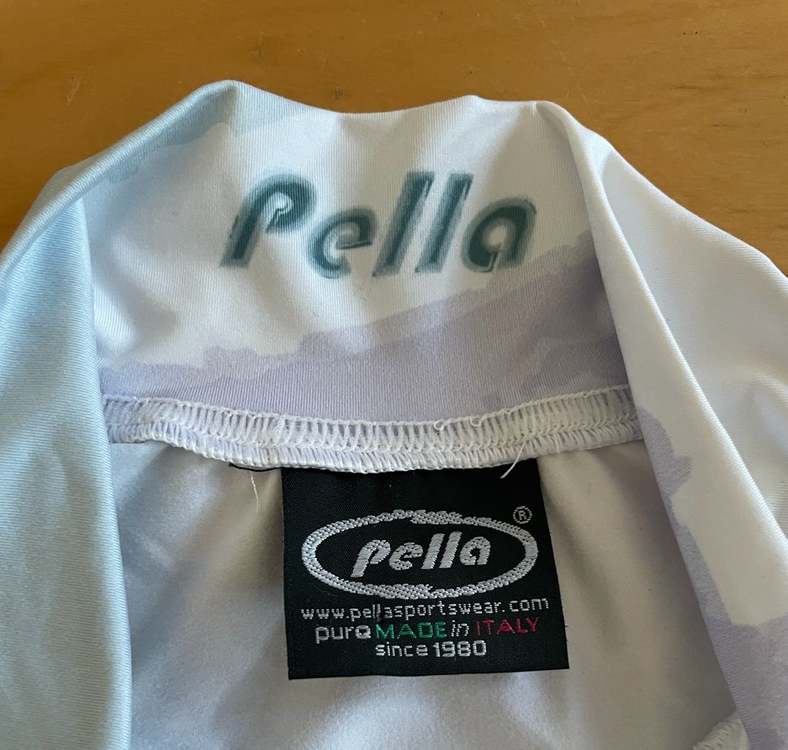 Pella
pella ®
www.pellasportswear.com
pure MADE in ITALY
since 1980